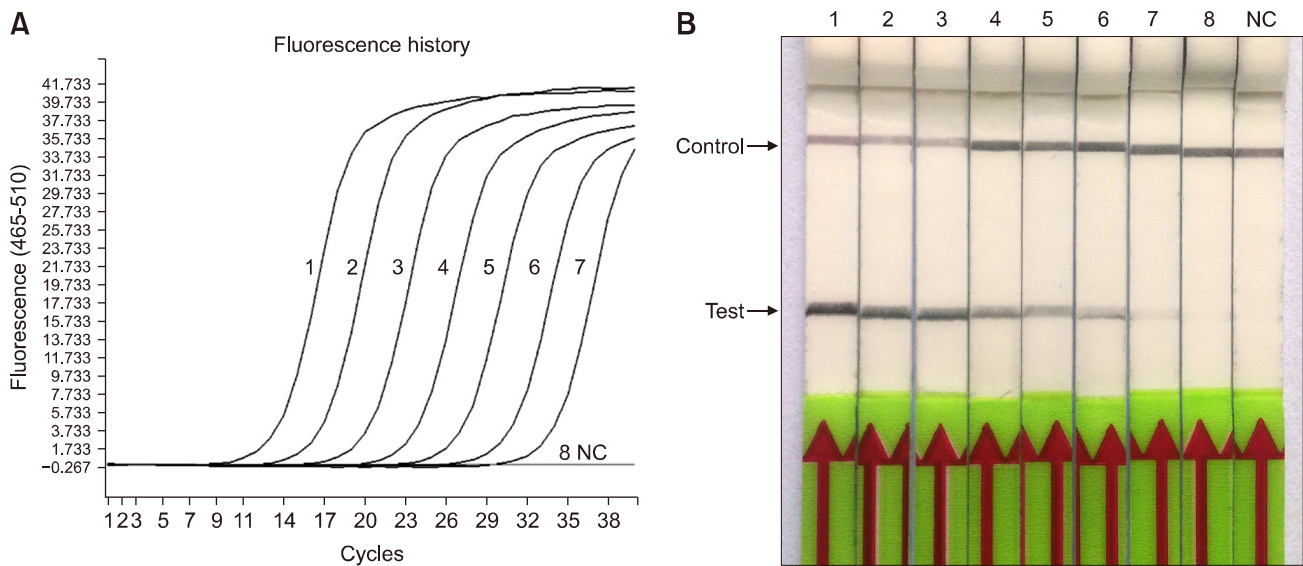 A
Fluorescence history
Fluorescence (465-510)
41.733
39.733
37.733
35.733
33.733
31.733
29.733
27.733
25.733
23.733
21.733
19.733
17.733
15.733
13.733
11.733
9.733
7.733
5.733
3.733
1.733
−0.267
1 2 3 4 5 6 7
8 NC
1 2 3 5 7 9 11 14 17 20 23 26 29 32 35 38
Cycles
B
1 2 3 4 5 6 7 8 NC
Control
Test